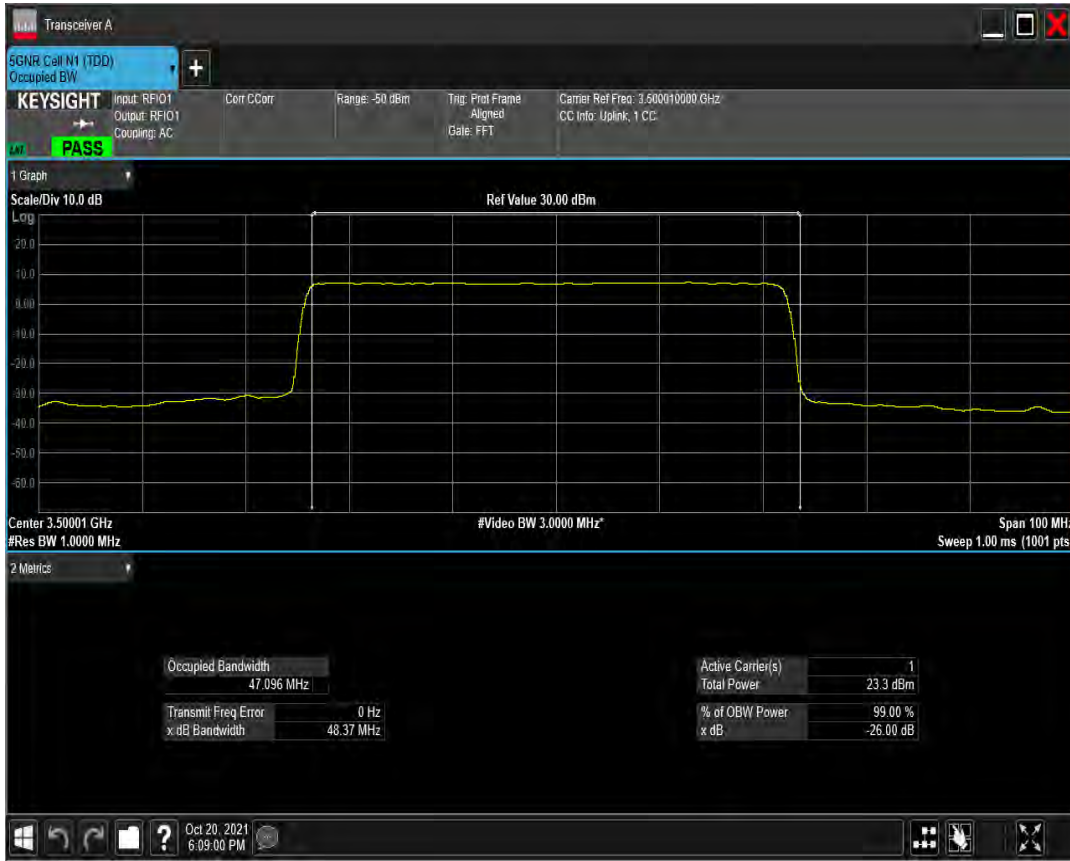 Transceiver A
5GNR Cell N1 (TDD)
Occupied BW
+
KEYSIGHT
PASS
Input: RFIO1
Output: RFIO1
Coupling: AC
Corr CCorr
Range: -50 dBm
Trig: Prot Frame
Aligned
Gate: FFT
Carrier Ref Freq: 3.500010000 GHz
CC Info: Uplink, 1 CC
1 Graph
Scale/Div 10.0 dB
Ref Value 30.00 dBm
Log
20.0
10.0
0.00
-10.0
-20.0
-30.0
-40.0
-50.0
Center 3.50001 GHz
#Video BW 3.0000 MHz*
Span 100 MHz
#Res BW 1.0000 MHz
Sweep 1.00 ms (1001 pts
2 Metrics
Occupied Bandwidth
47.096 MHz
Transmit Freq Error 0 Hz
x dB Bandwidth 48.37 MHz
Active Carrier(s) 1
Total Power 23.3 dBm
% of OBW Power 99.00 %
x dB -26.00 dB
?
Oct 20, 2021
6:09:00 PM